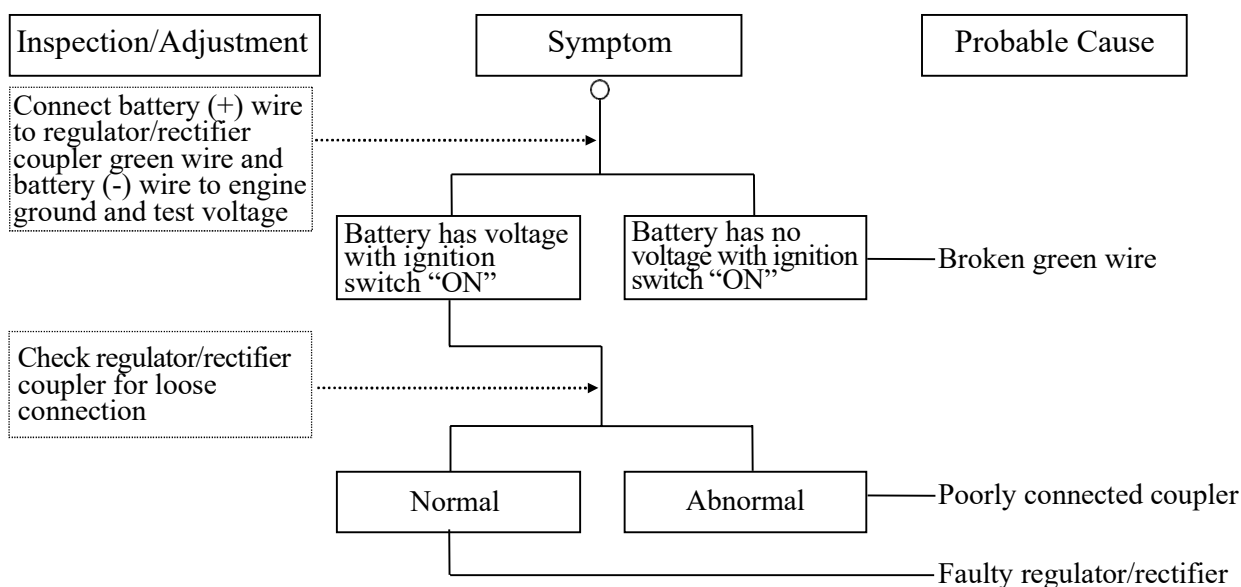 Inspection/Adjustment
Symptom
Probable Cause
Connect battery (+) wire
to regulator/rectifier
coupler green wire and
battery (-) wire to engine
ground and test voltage
Battery has voltage
with ignition
switch “ON”
Battery has no
voltage with ignition
switch “ON”
Broken green wire
Check regulator/rectifier
coupler for loose
connection
Normal
Abnormal
Poorly connected coupler
Faulty regulator/rectifier